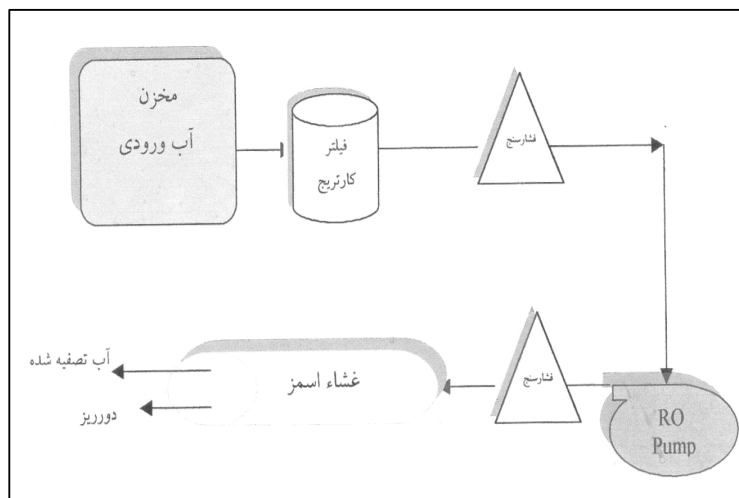 مخزن
آب ورودی
فیلتر
کارتریج
فشارسنج
RO
Pump
فشارسنج
غشاء اسمز
آب تصفیه شده
دورریز